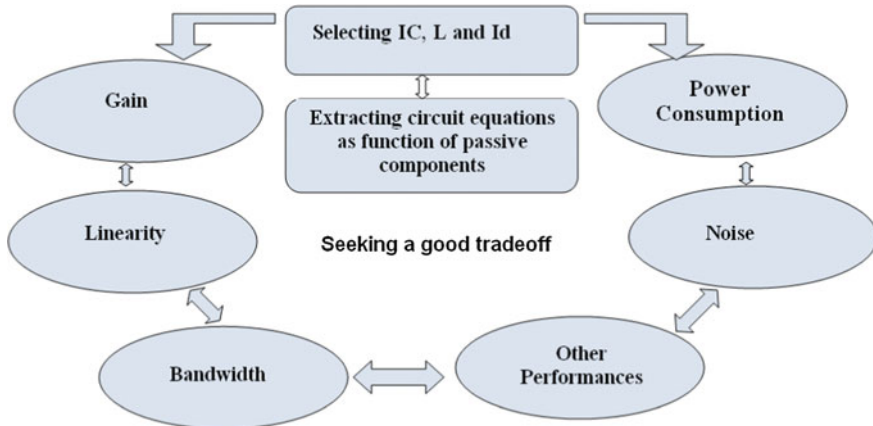 Selecting IC, L and Id
Gain
Power
Consumption
Extracting circuit equations
as function of passive
components
Linearity
Seeking a good tradeoff
Noise
Bandwidth
Other
Performances